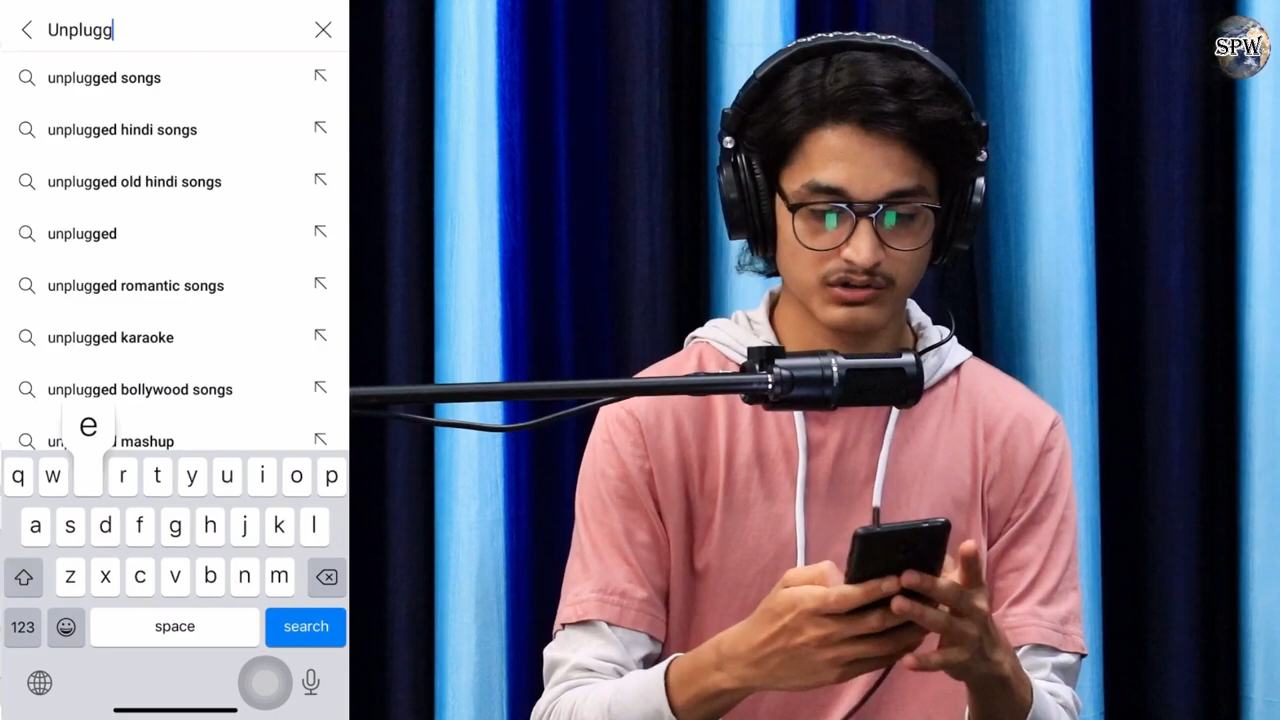 Unplugg
unplugged songs
unplugged hindi songs
unplugged old hindi songs
unplugged
unplugged romantic songs
unplugged karaoke
unplugged bollywood songs
mashup
e
q w r t y u i o p
a s d f g h j k l
z x c v b n m
123 space search
SPW